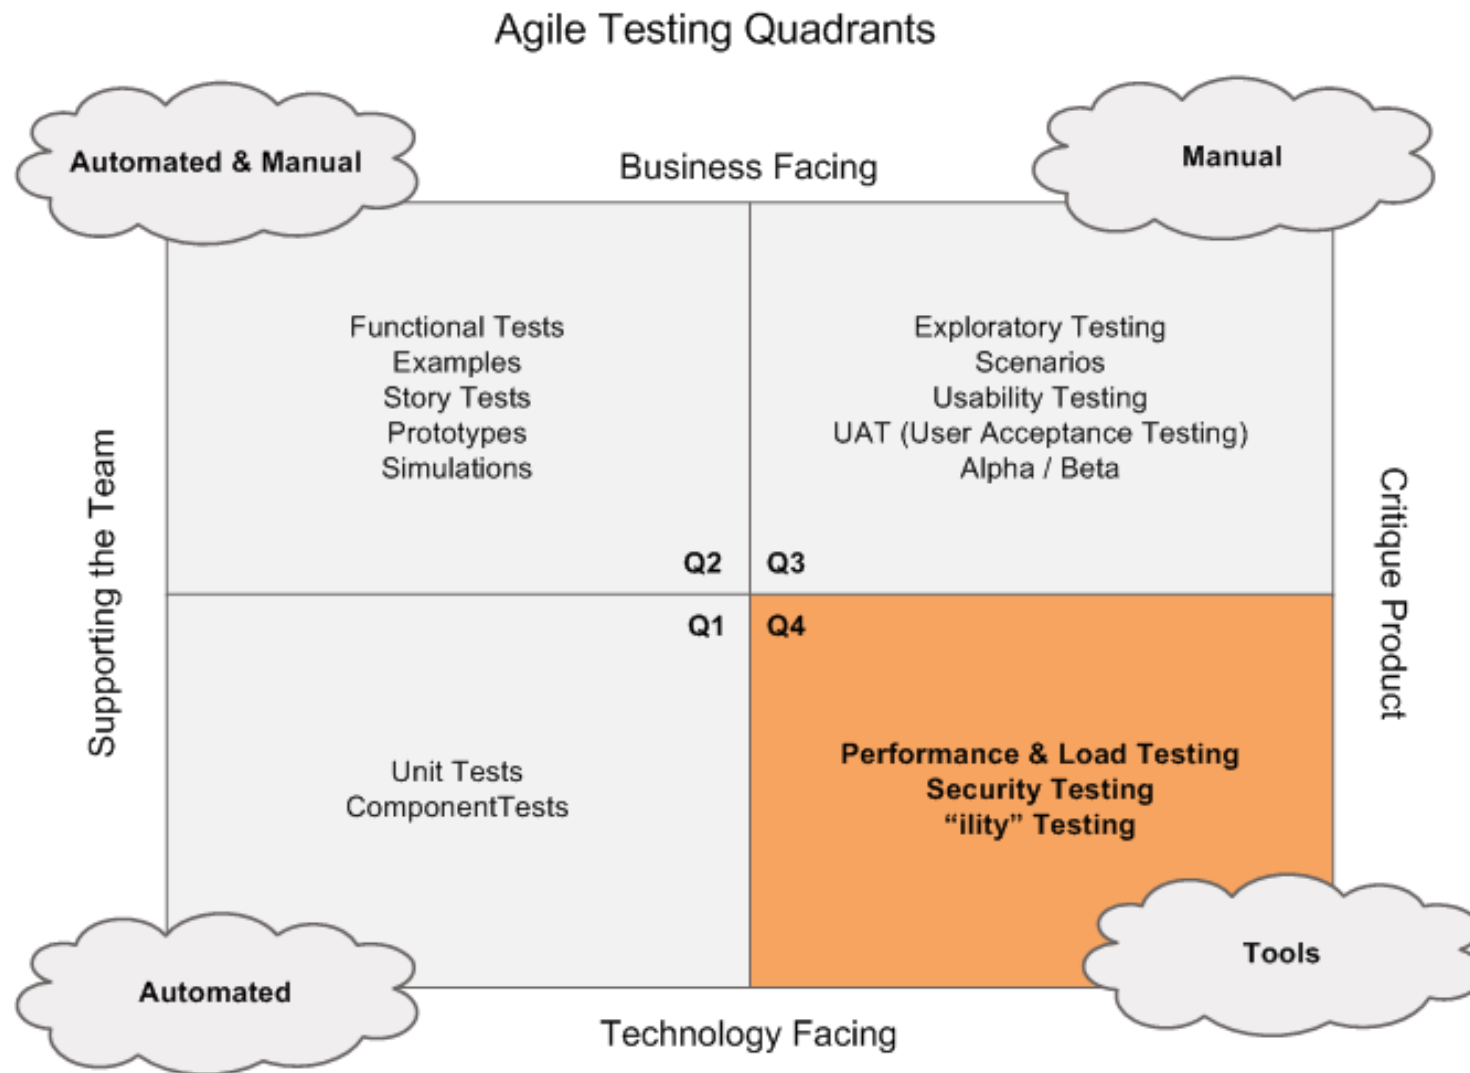 Agile Testing Quadrants
Automated & Manual
Business Facing
Manual
Functional Tests
Examples
Story Tests
Prototypes
Simulations
Q2
Exploratory Testing
Scenarios
Usability Testing
UAT (User Acceptance Testing)
Alpha / Beta
Q3
Supporting the Team
Critique Product
Q1
Unit Tests
ComponentTests
Q4
Performance & Load Testing
Security Testing
“ility” Testing
Automated
Tools
Technology Facing